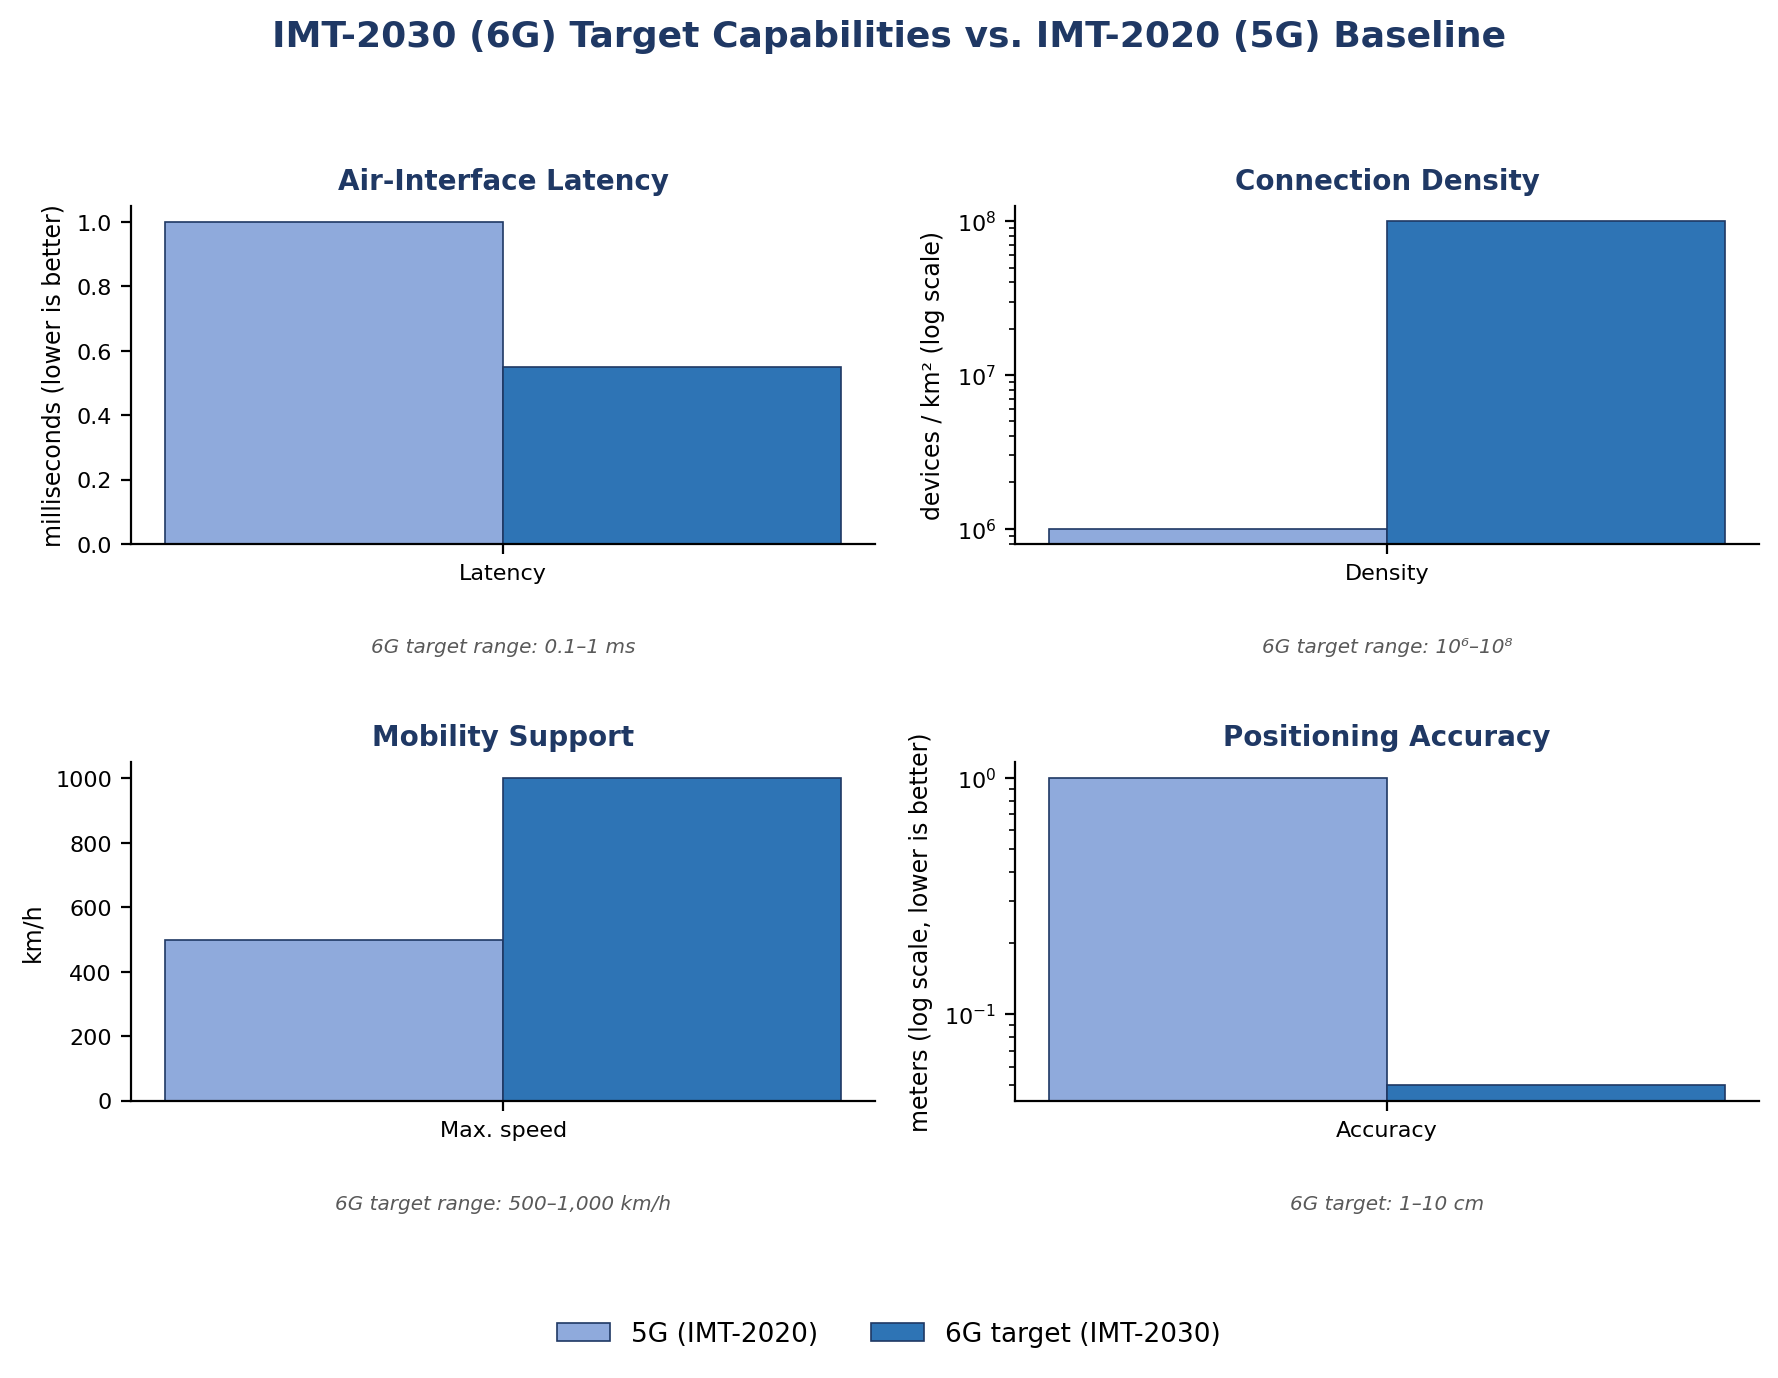 IMT-2030 (6G) Target Capabilities vs. IMT-2020 (5G) Baseline
Air-Interface Latency
milliseconds (lower is better)
1.0
0.8
0.6
0.4
0.2
0.0
Latency
6G target range: 0.1–1 ms
Connection Density
devices / km² (log scale)
10⁸
10⁷
10⁶
Density
6G target range: 10⁶–10⁸
Mobility Support
km/h
1000
800
600
400
200
0
Max. speed
6G target range: 500–1,000 km/h
Positioning Accuracy
meters (log scale, lower is better)
10⁰
10⁻¹
Accuracy
6G target: 1–10 cm
5G (IMT-2020)
6G target (IMT-2030)